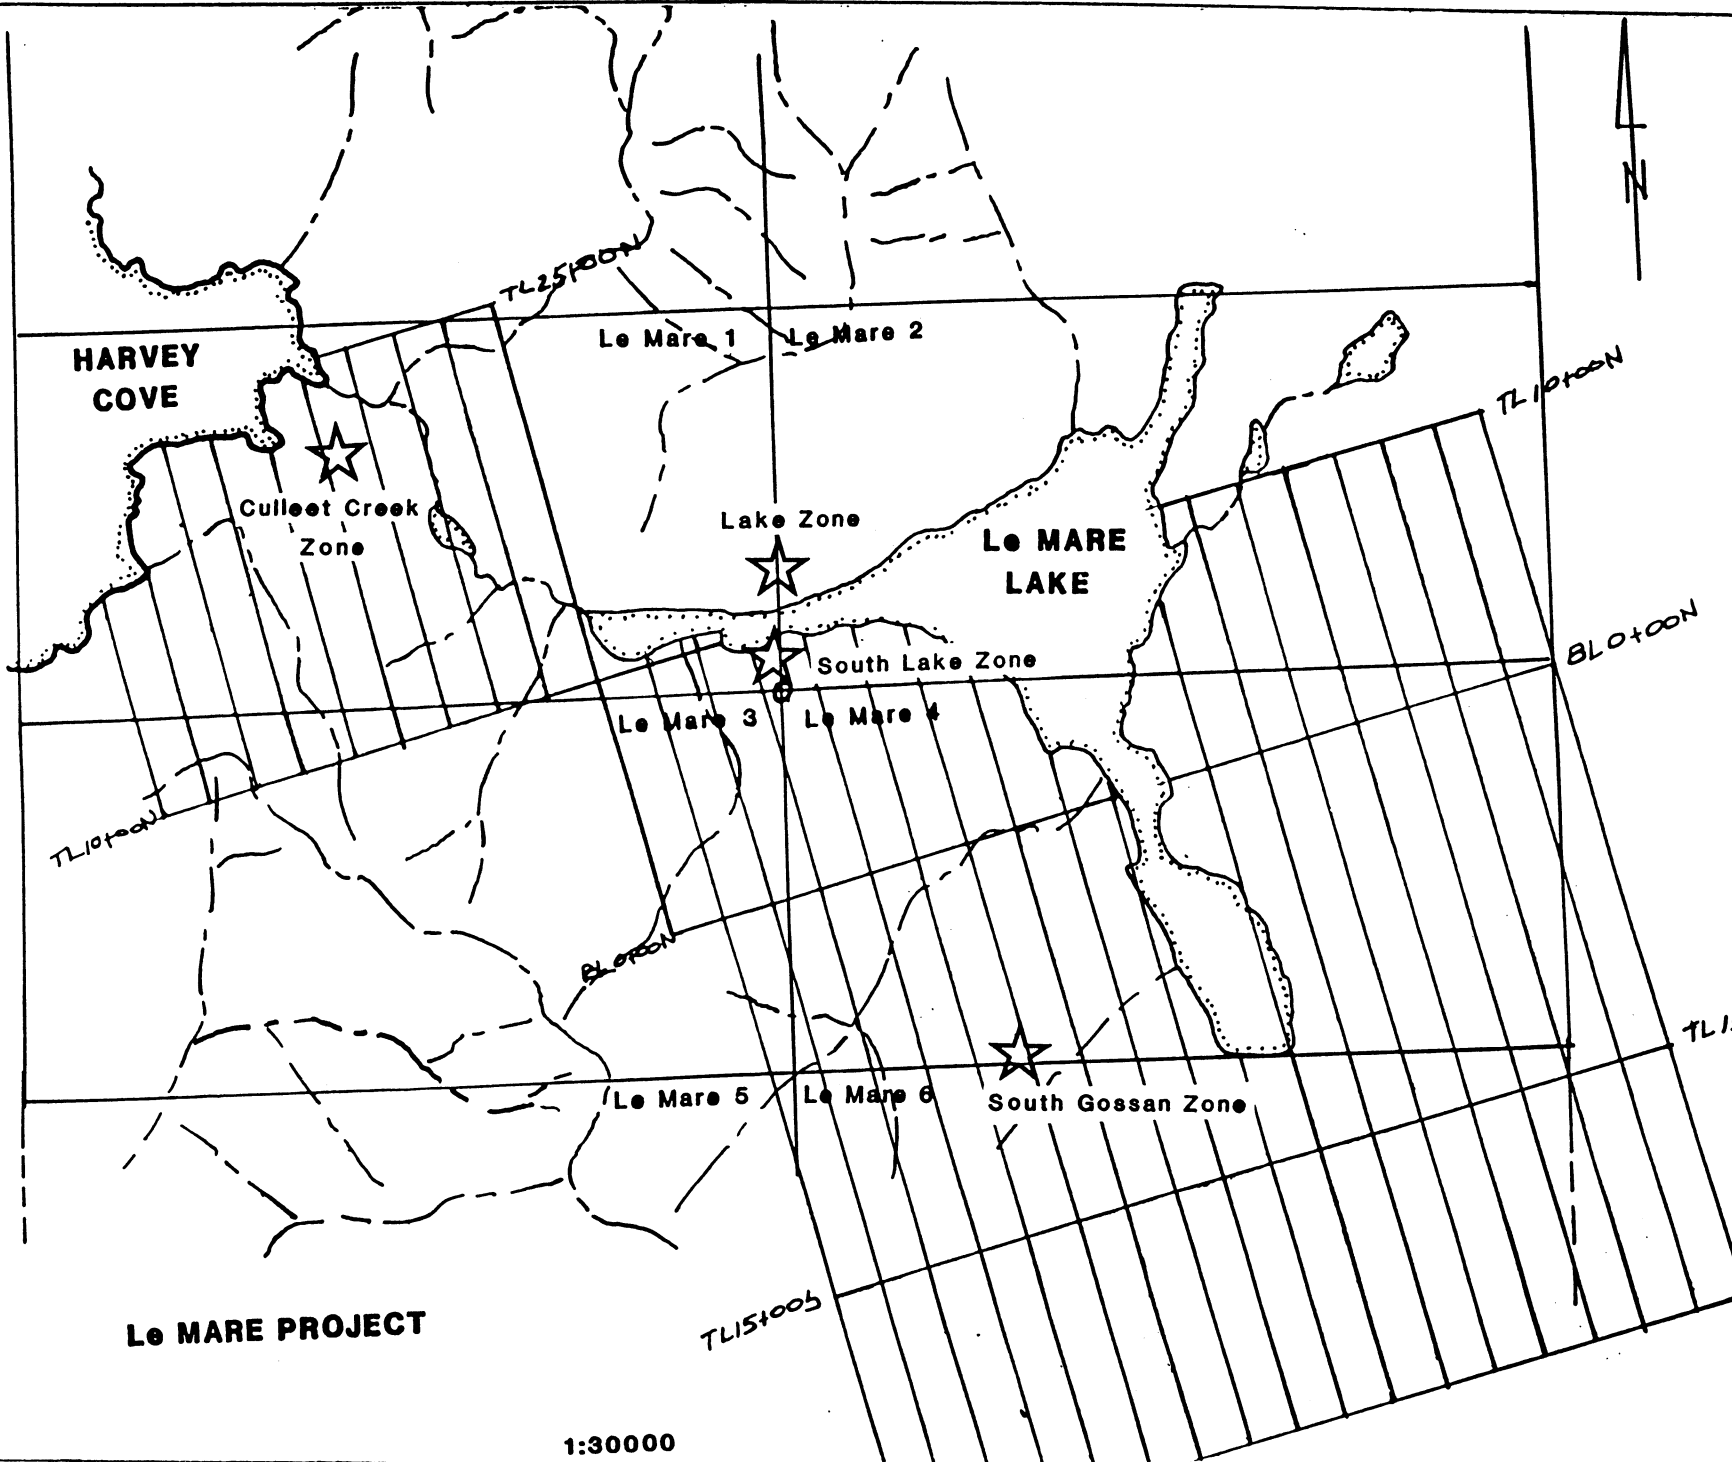 N
TL25+00N
Le Mare 1
Le Mare 2
HARVEY
COVE
TL10+00N
Culleet Creek
Zone
Lake Zone
Le MARE
LAKE
BL0+00N
South Lake Zone
Le Mare 3
Le Mare 4
TL10+00N
BL0+00N
TL1
Le Mare 5
Le Mare 6
South Gossan Zone
TL15+00S
Le MARE PROJECT
1:30000